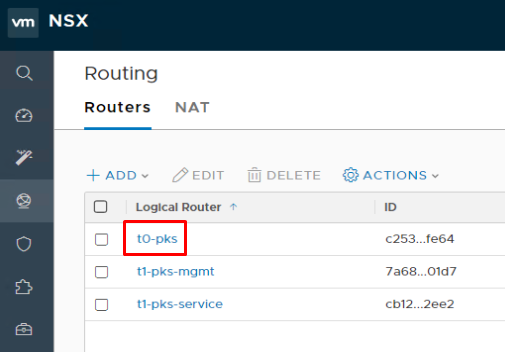 vm NSX
Routing
Routers NAT
+ ADD EDIT DELETE ACTIONS
Logical Router ↑ ID
t0-pks c253...fe64
t1-pks-mgmt 7a68...01d7
t1-pks-service cb12...2ee2